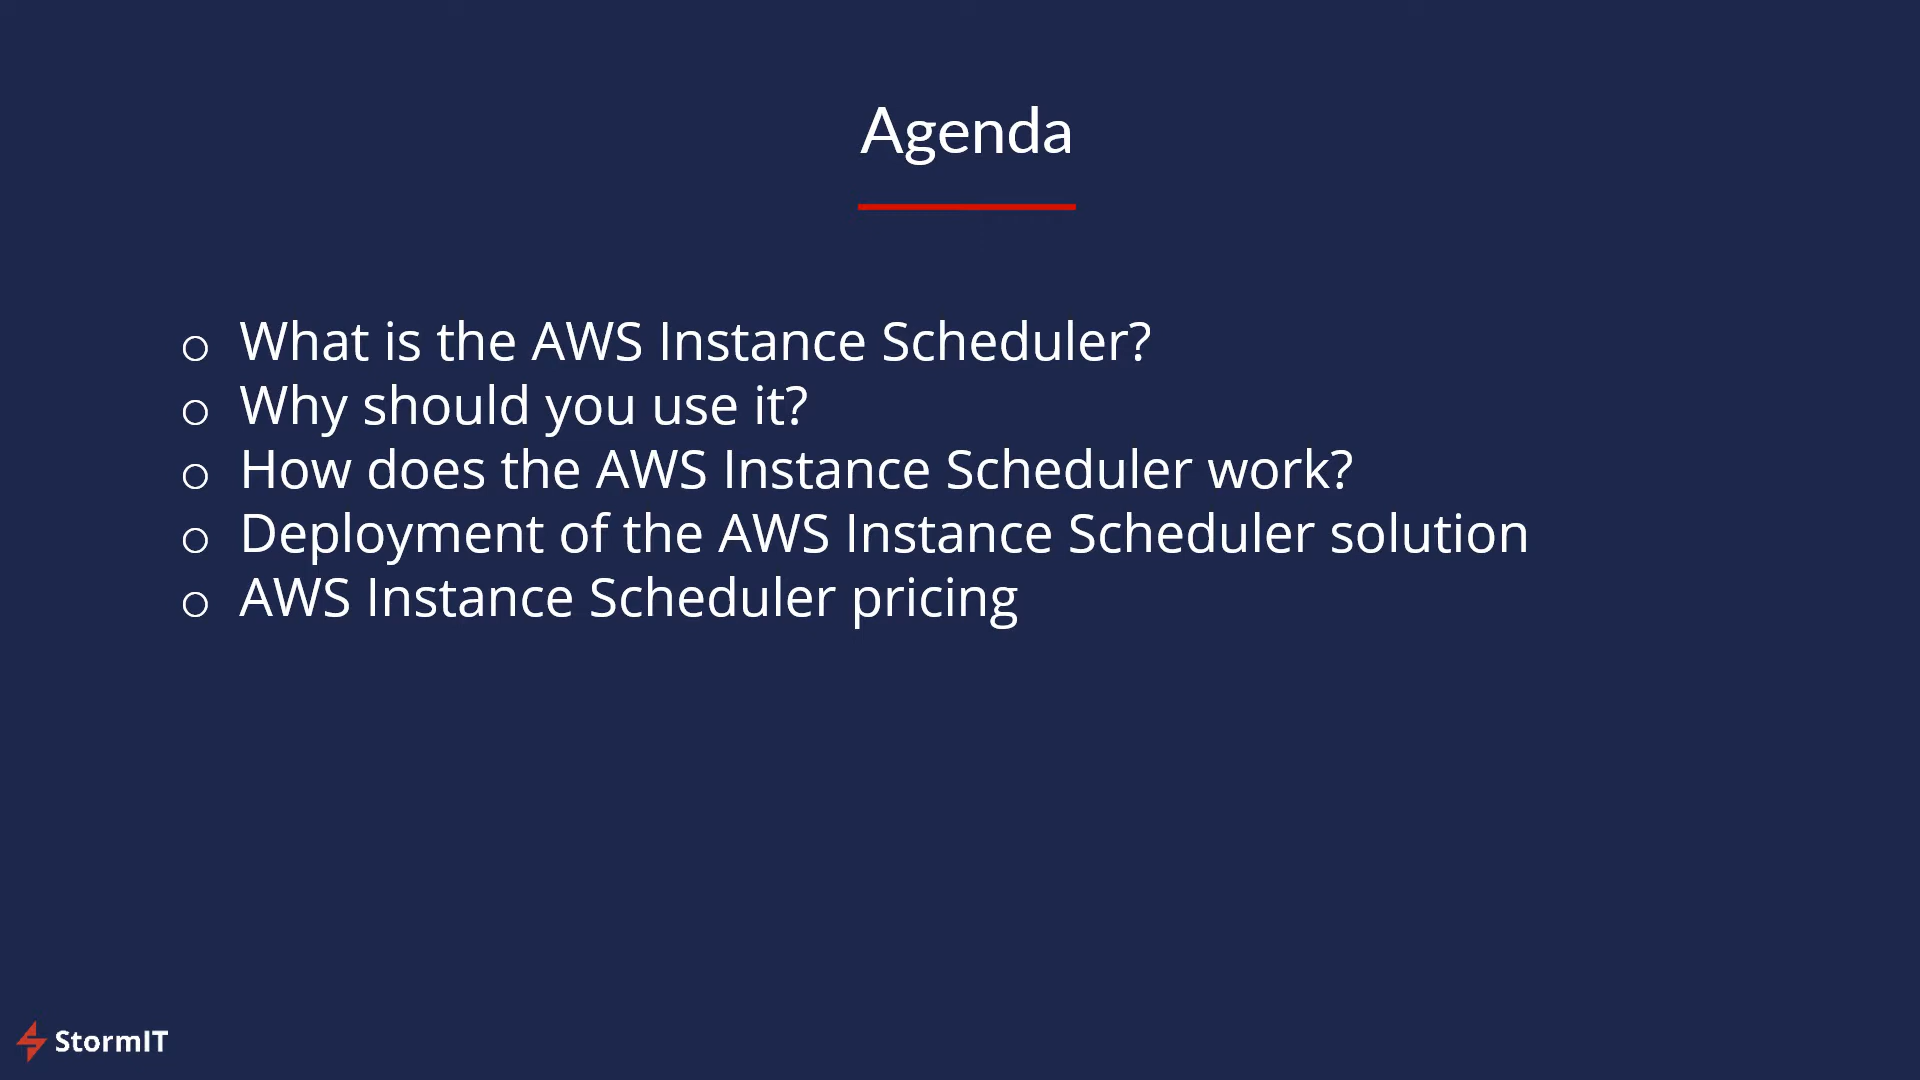 Agenda
What is the AWS Instance Scheduler?
Why should you use it?
How does the AWS Instance Scheduler work?
Deployment of the AWS Instance Scheduler solution
AWS Instance Scheduler pricing
StormIT